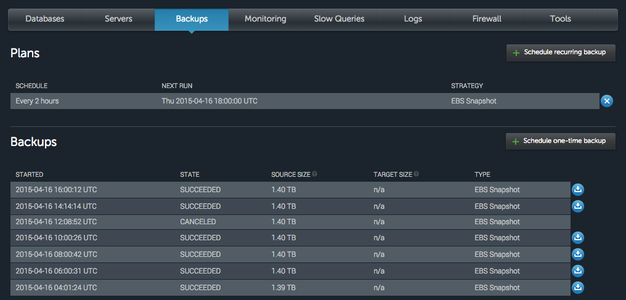 Databases Servers Backups Monitoring Slow Queries Logs Firewall Tools
Plans
+ Schedule recurring backup
SCHEDULE NEXT RUN STRATEGY
Every 2 hours Thu 2015-04-16 18:00:00 UTC EBS Snapshot
Backups
+ Schedule one-time backup
STARTED STATE SOURCE SIZE TARGET SIZE TYPE
2015-04-16 16:00:12 UTC SUCCEEDED 1.40 TB n/a EBS Snapshot
2015-04-16 14:14:14 UTC SUCCEEDED 1.40 TB n/a EBS Snapshot
2015-04-16 12:08:52 UTC CANCELED 1.40 TB n/a EBS Snapshot
2015-04-16 10:00:26 UTC SUCCEEDED 1.40 TB n/a EBS Snapshot
2015-04-16 08:00:42 UTC SUCCEEDED 1.40 TB n/a EBS Snapshot
2015-04-16 06:00:31 UTC SUCCEEDED 1.40 TB n/a EBS Snapshot
2015-04-16 04:01:24 UTC SUCCEEDED 1.39 TB n/a EBS Snapshot